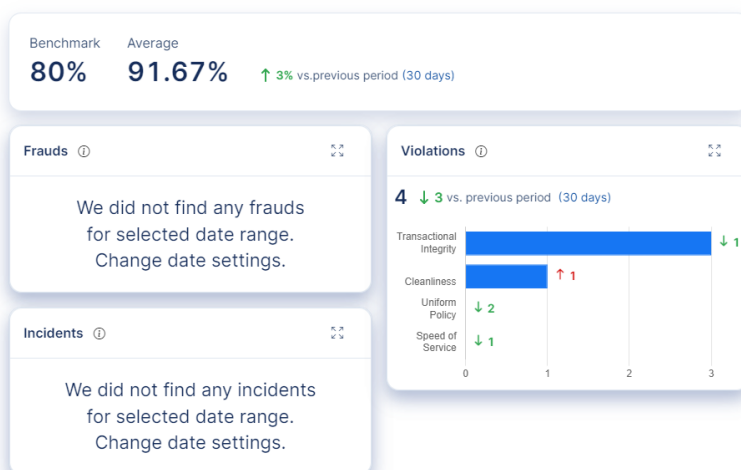 Benchmark Average
80% 91.67% ↑ 3% vs.previous period (30 days)
Frauds
We did not find any frauds
for selected date range.
Change date settings.
Incidents
We did not find any incidents
for selected date range.
Change date settings.
Violations
4 ↓ 3 vs. previous period (30 days)
Transactional
Integrity
↓ 1
Cleanliness
↑ 1
Uniform
Policy
↓ 2
Speed of
Service
↓ 1
0 1 2 3